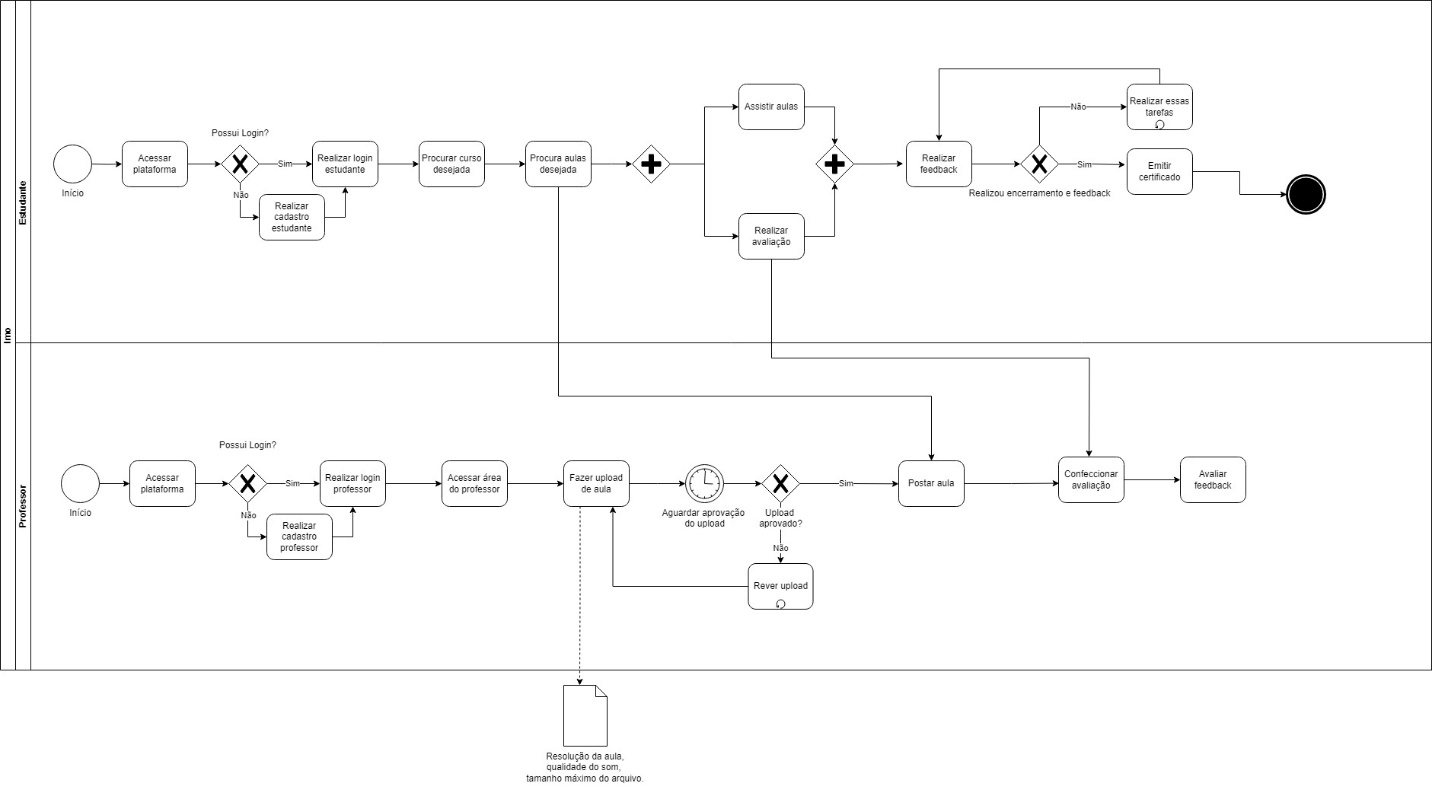 Imo
Estudante
Início
Acessar
plataforma
Possui Login?
Sim
Não
Realizar
cadastro
estudante
Realizar login
estudante
Procurar curso
desejada
Procura aulas
desejada
Assistir aulas
Realizar
avaliação
Realizar
feedback
Realizou encerramento e feedback
Não
Realizar essas
tarefas
Sim
Emitir
certificado
Professor
Início
Acessar
plataforma
Possui Login?
Sim
Não
Realizar
cadastro
professor
Realizar login
professor
Acessar área
do professor
Fazer upload
de aula
Aguardar aprovação
do upload
Upload
aprovado?
Sim
Não
Rever upload
Postar aula
Confeccionar
avaliação
Avaliar
feedback
Resolução da aula,
qualidade do som,
tamanho máximo do arquivo.